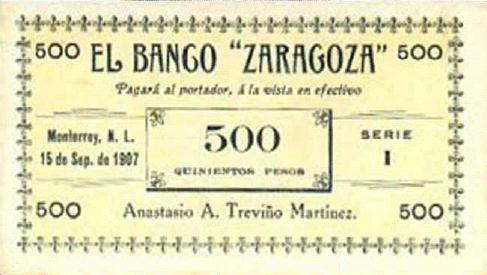 500 EL BANCO "ZARAGOZA" 500
Pagará al portador, á la vista en efectivo
Monterrey, N. L.
15 de Sep. de 1907
500
QUINIENTOS PESOS
SERIE
I
500 Anastasio A. Treviño Martinez. 500